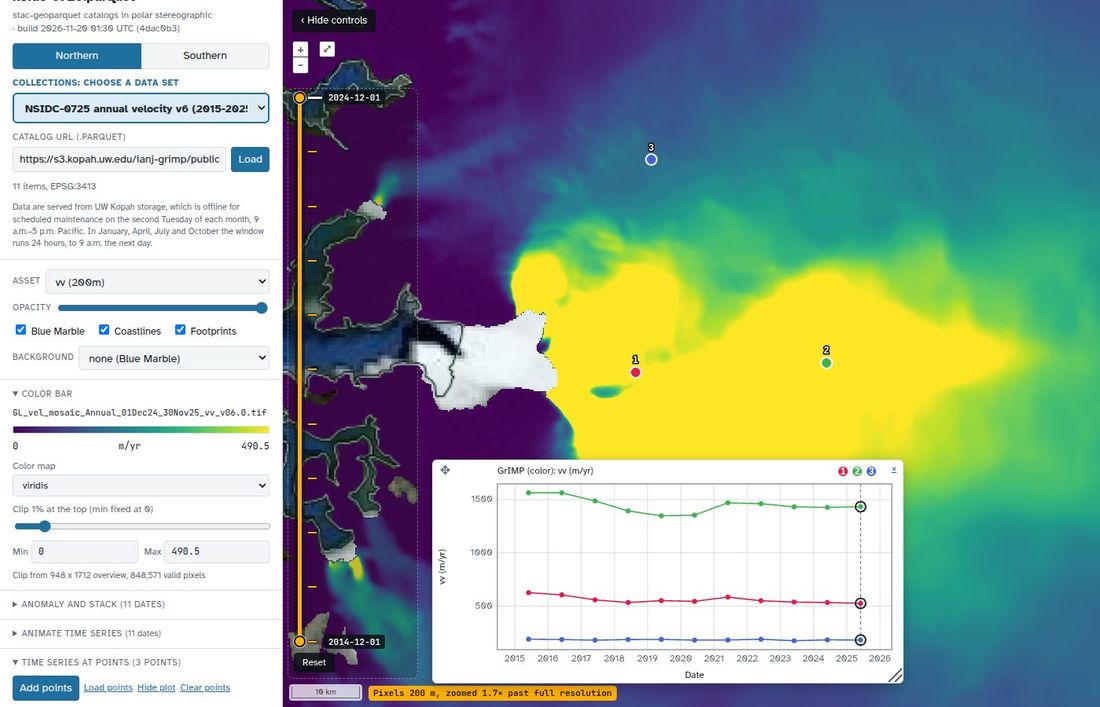 stac-geoparquet catalogs in polar stereographic
· build 2026-11-20 01:30 UTC (4dac0b3)
Northern
Southern
COLLECTIONS: CHOOSE A DATA SET
NSIDC-0725 annual velocity v6 (2015-2025
CATALOG URL (.PARQUET)
https://s3.kopah.uw.edu/ianj-grimp/public
Load
11 items, EPSG:3413
Data are served from UW Kopah storage, which is offline for
scheduled maintenance on the second Tuesday of each month, 9
a.m.–5 p.m. Pacific. In January, April, July and October the window
runs 24 hours, to 9 a.m. the next day.
ASSET
vv (200m)
OPACITY
Blue Marble
Coastlines
Footprints
BACKGROUND
none (Blue Marble)
▼ COLOR BAR
GL_vel_mosaic_Annual_01Dec24_30Nov25_vv_v06.0.tif
0
m/yr
490.5
Color map
viridis
Clip 1% at the top (min fixed at 0)
Min
0
Max
490.5
Clip from 948 x 1712 overview, 848,571 valid pixels
▶ ANOMALY AND STACK (11 DATES)
▶ ANIMATE TIME SERIES (11 dates)
▼ TIME SERIES AT POINTS (3 POINTS)
Add points
Load points
Hide plot
Clear points
‹ Hide controls
+
−
2024-12-01
2014-12-01
Reset
10 km
Pixels 200 m, zoomed 1.7× past full resolution
3
1
2
GrIMP (color): vv (m/yr)
1
2
3
x
vv (m/yr)
1500
1000
500
2015
2016
2017
2018
2019
2020
2021
2022
2023
2024
2025
2026
Date